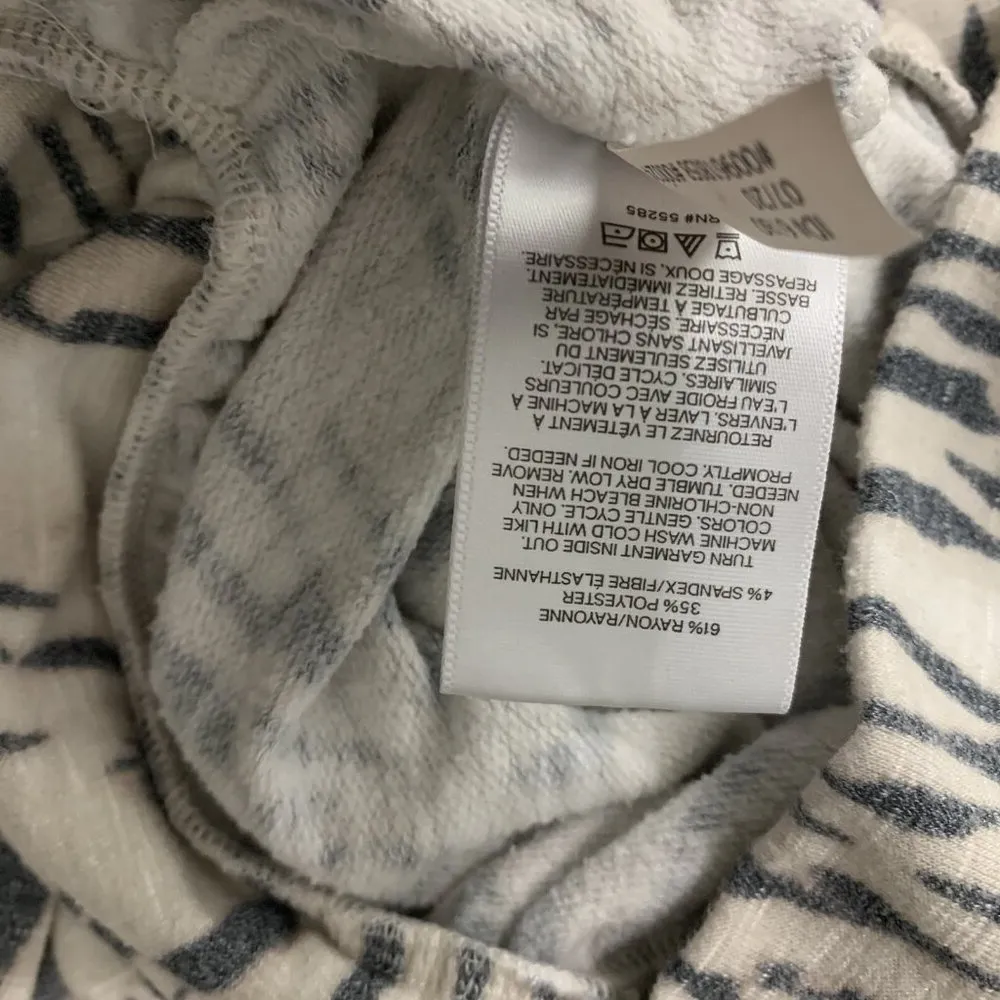 61% RAYON/RAYONNE
35% POLYESTER
4% SPANDEX/FIBRE ÉLASTHANNE
TURN GARMENT INSIDE OUT.
MACHINE WASH COLD WITH LIKE
COLORS. GENTLE CYCLE. ONLY
NON-CHLORINE BLEACH WHEN
NEEDED. TUMBLE DRY LOW. REMOVE
PROMPTLY. COOL IRON IF NEEDED.
RETOURNEZ LE VÊTEMENT À
L'ENVERS. LAVER À LA MACHINE À
L'EAU FROIDE AVEC COULEURS
SIMILAIRES. CYCLE DÉLICAT.
UTILISEZ SEULEMENT DU
JAVELLISANT SANS CHLORE, SI
NÉCESSAIRE. SÉCHAGE PAR
CULBUTAGE À TEMPÉRATURE
BASSE. RETIREZ IMMÉDIATEMENT.
REPASSAGE DOUX, SI NÉCESSAIRE.
RN# 55285
07/20